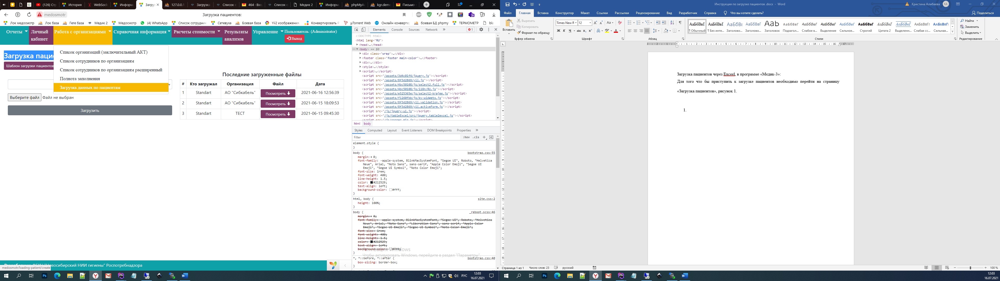 (126) Стр
История
WebSock
Информ
Загруз
127.0.0.1
Загрузка
Список с
464 · Вхо
Список с
Медик 2
Информ
phpMyAd
kgr.demo
Письмо
medosmotr
Загрузка пациентов:
Лок медосмотр
Лок база
Геге база
Медик 2
Медосмотр
(4) WhatsApp
Список сотрудник
Сетевуха
Боевая база
Yii2 изображения
Конвертировать F
µTorrent Web
Онлайн конвертер
боевая БД phpmy
ТЕРМОМЕТР
bla
Отчеты
Личный кабинет
Работа с организациями
Справочная информация
Расчеты стоимости
Результаты анализов
Управление
Пользователь: (Administrator)
Выход
Список организаций (заключительный АКТ)
Список сотрудников по организациям
Список сотрудников по организациям расширенный
Полнота заполнения
Загрузка данных по пациентам
Загрузка паци
Шаблон загрузки пациентов
Выберите файл Файл не выбран
Загрузить
Последние загруженные файлы
# Кто загружал Организация Файл Дата
1 Standart АО "Сибкабель" Посмотреть 2021-06-16 12:56:39
2 Standart АО "Сибкабель" Посмотреть 2021-06-15 18:09:53
3 Standart ТЕСТ Посмотреть 2021-06-15 09:45:30
Новосибирский НИИ гигиены" Роспотребнадзора
medosmotr/loading-patient/create
Elements Console Sources Network » 1
<!DOCTYPE html>
<html lang="RU">
<head>…</head>
<body> == $0
<div class="wrap">…</div>
<footer class="footer main-color">…</footer>
<div>…</div>
<style>…</style>
<script>…</script>
<script src="/assets/3d4c01f4/jquery.js"></script>
<script src="/assets/8f3d2869/yii.js"></script>
<script src="/assets/4bc50108/js/select2.full.js"></script>
<script src="/assets/4bc50108/js/i18n/RU.js"></script>
<script src="/assets/e525365e/js/select2-krajee.js"></script>
<script src="/assets/f1260fbb/js/kv-widgets.js"></script>
<script src="/assets/8f3d2869/yii.validation.js"></script>
<script src="/assets/8f3d2869/yii.activeForm.js"></script>
<script src="/js/jquery-ui.js"></script>
<script src="/js/tableExcel/src/jquery.table2excel.js"></script>
<script src="/js/popper.min.js"></script>
html body
Styles Computed Layout Event Listeners DOM Breakpoints Properties »
Filter :hov .cls +
element.style {
}
body { bootstrap.css:55
margin: 0;
font-family: -apple-system, BlinkMacSystemFont, "Segoe UI", Roboto, "Helvetica
Neue", Arial, "Noto Sans", sans-serif, "Apple Color Emoji", "Segoe UI
Emoji", "Segoe UI Symbol", "Noto Color Emoji";
font-size: 1rem;
font-weight: 400;
line-height: 1.5;
color: #212529;
text-align: left;
background-color: #fff;
}
html, body { site.css:2
height: 100%;
}
body { _reboot.scss:46
margin: 0;
font-family: -apple-system, BlinkMacSystemFont, "Segoe UI", Roboto, "Helvetica
Neue", Arial, "Noto Sans", "Liberation Sans", sans-serif, "Apple Color
Emoji", "Segoe UI Emoji", "Segoe UI Symbol", "Noto Color Emoji";
font-size: 1rem;
font-weight: 400;
line-height: 1.5;
color: #212529;
text-align: left;
background-color: #fff;
}
Активация Windows
Чтобы активировать Windows, перейдите в раздел "Параметры".
*, *::before, *::after { bootstrap.css:40
box-sizing: border-box;
}
РУС
12:03
16.07.2021
Инструкция по загрузке пациентов .docx - Word
Кристина Алибаева КА
Файл Главная Вставка Конструктор Макет Ссылки Рассылки Рецензирование Вид Разработчик Справка Что вы хотите сделать? Поделиться
Вставить
Вырезать
Копировать
Формат по образцу
Буфер обмена
Times New R 12
Ж К Ч
Шрифт
Абзац
¶ Обычный
¶ Без инте...
Заголово...
Заголово...
Заголовок
Подзагол...
Слабое в...
Выделение
Сильное...
Строгий
Цитата 2
Выделенн...
Слабая сс...
Сильная...
Стили
Найти
Заменить
Выделить
Редактирование
Загрузка пациентов через Exceel, в программе «Медик-3»:
Для того что бы приступить к загрузке пациентов необходимо перейти на страницу
«Загрузка пациентов», рисунок 1.
1.
Страница 1 из 1 Число слов: 23 русский
100 %
12:03
16.07.2021